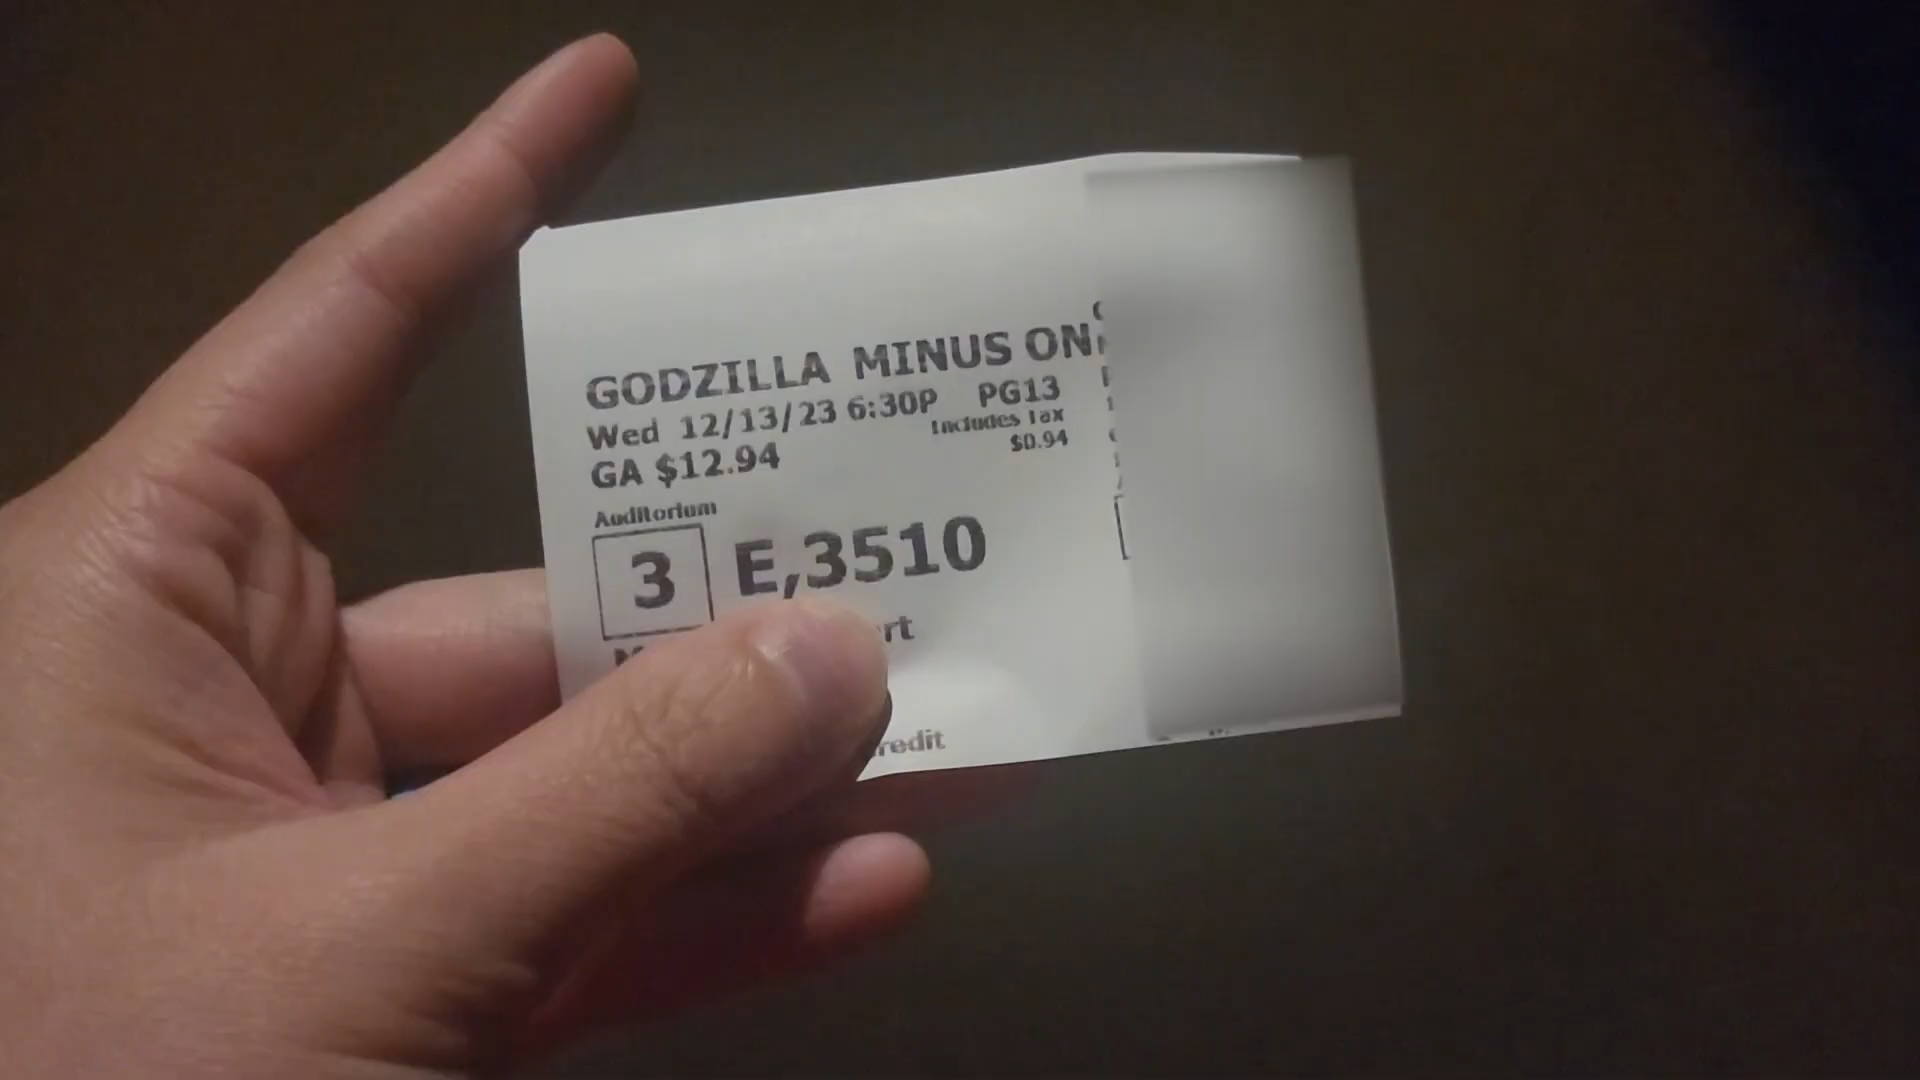 GODZILLA MINUS ON
Wed 12/13/23 6:30P PG13
Includes Tax
GA $12.94 $0.94
Auditorium
3 E,3510